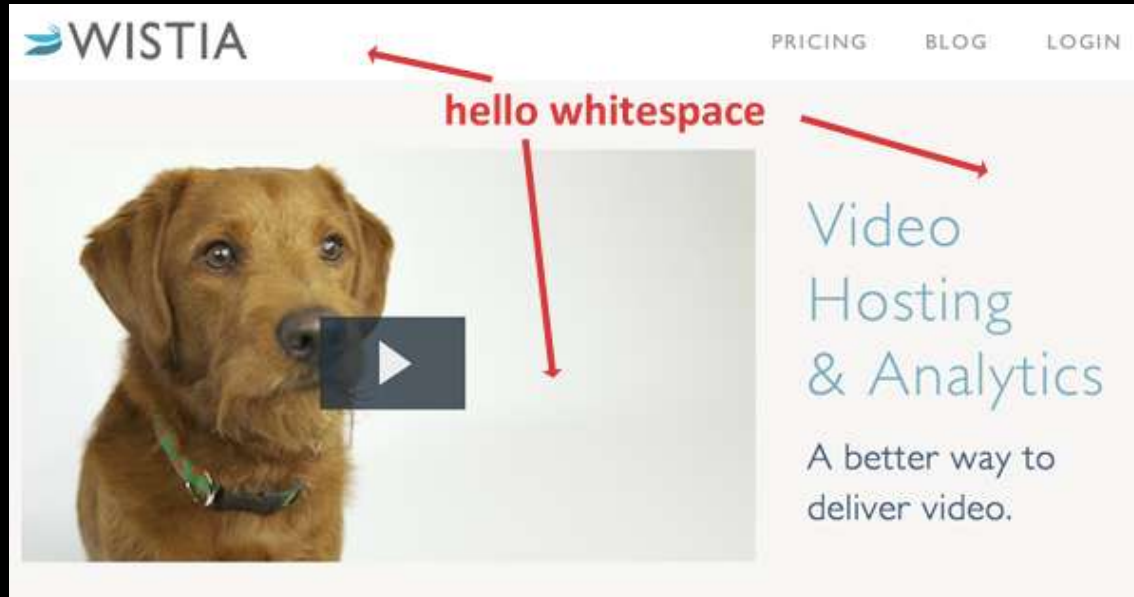 WISTIA
PRICING BLOG LOGIN
hello whitespace
Video
Hosting
& Analytics
A better way to
deliver video.